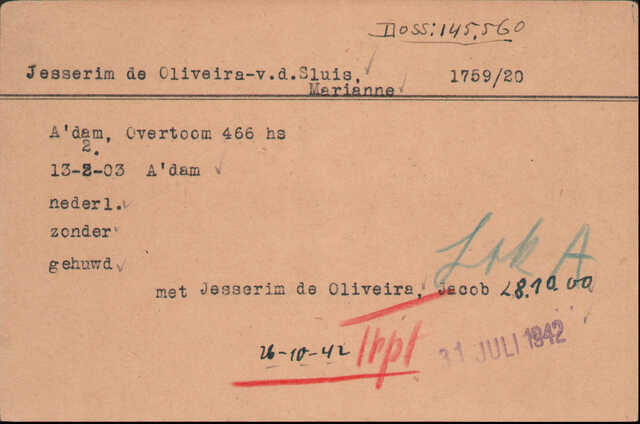 Doss: 145.560
Jesserim de Oliveira-v.d.Sluis, 1759/20
Marianne
A'dam, Overtoom 466 hs
2.
13-2-03 A'dam
nederl.
zonder
gehuwd
met Jesserim de Oliveira, Jacob 28.10.00
26-10-42 Trpt
31 JULI 1942